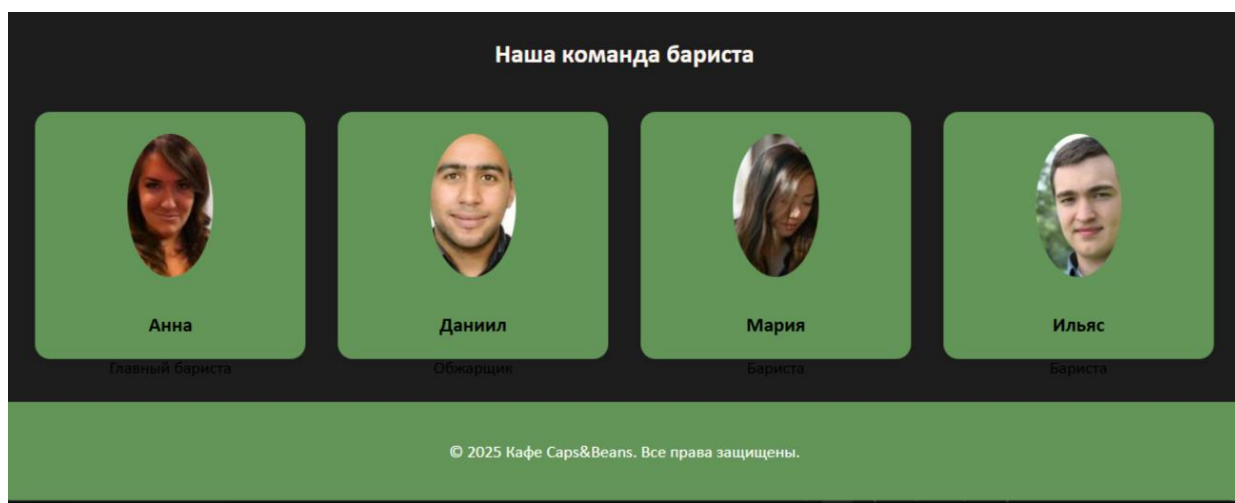 Наша команда бариста
Анна Даниил Мария Ильяс
Главный бариста Обжарщик Бариста Бариста
© 2025 Кафе Caps&Beans. Все права защищены.